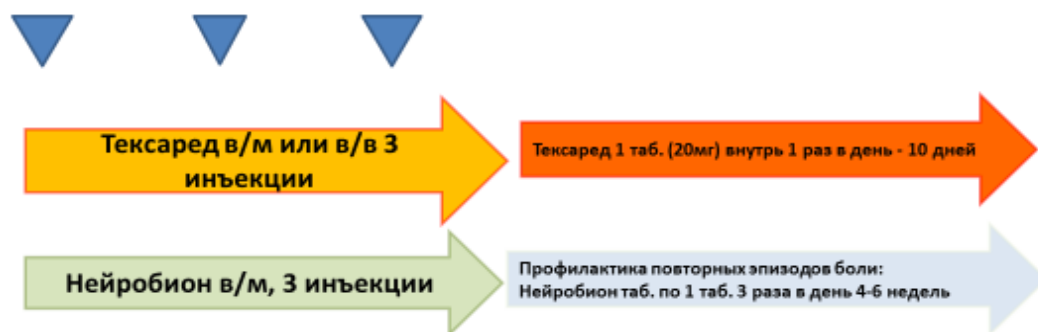 Тексаред в/м или в/в 3
инъекции
Тексаред 1 таб. (20мг) внутрь 1 раз в день - 10 дней
Нейробион в/м, 3 инъекции
Профилактика повторных эпизодов боли:
Нейробион таб. по 1 таб. 3 раза в день 4-6 недель